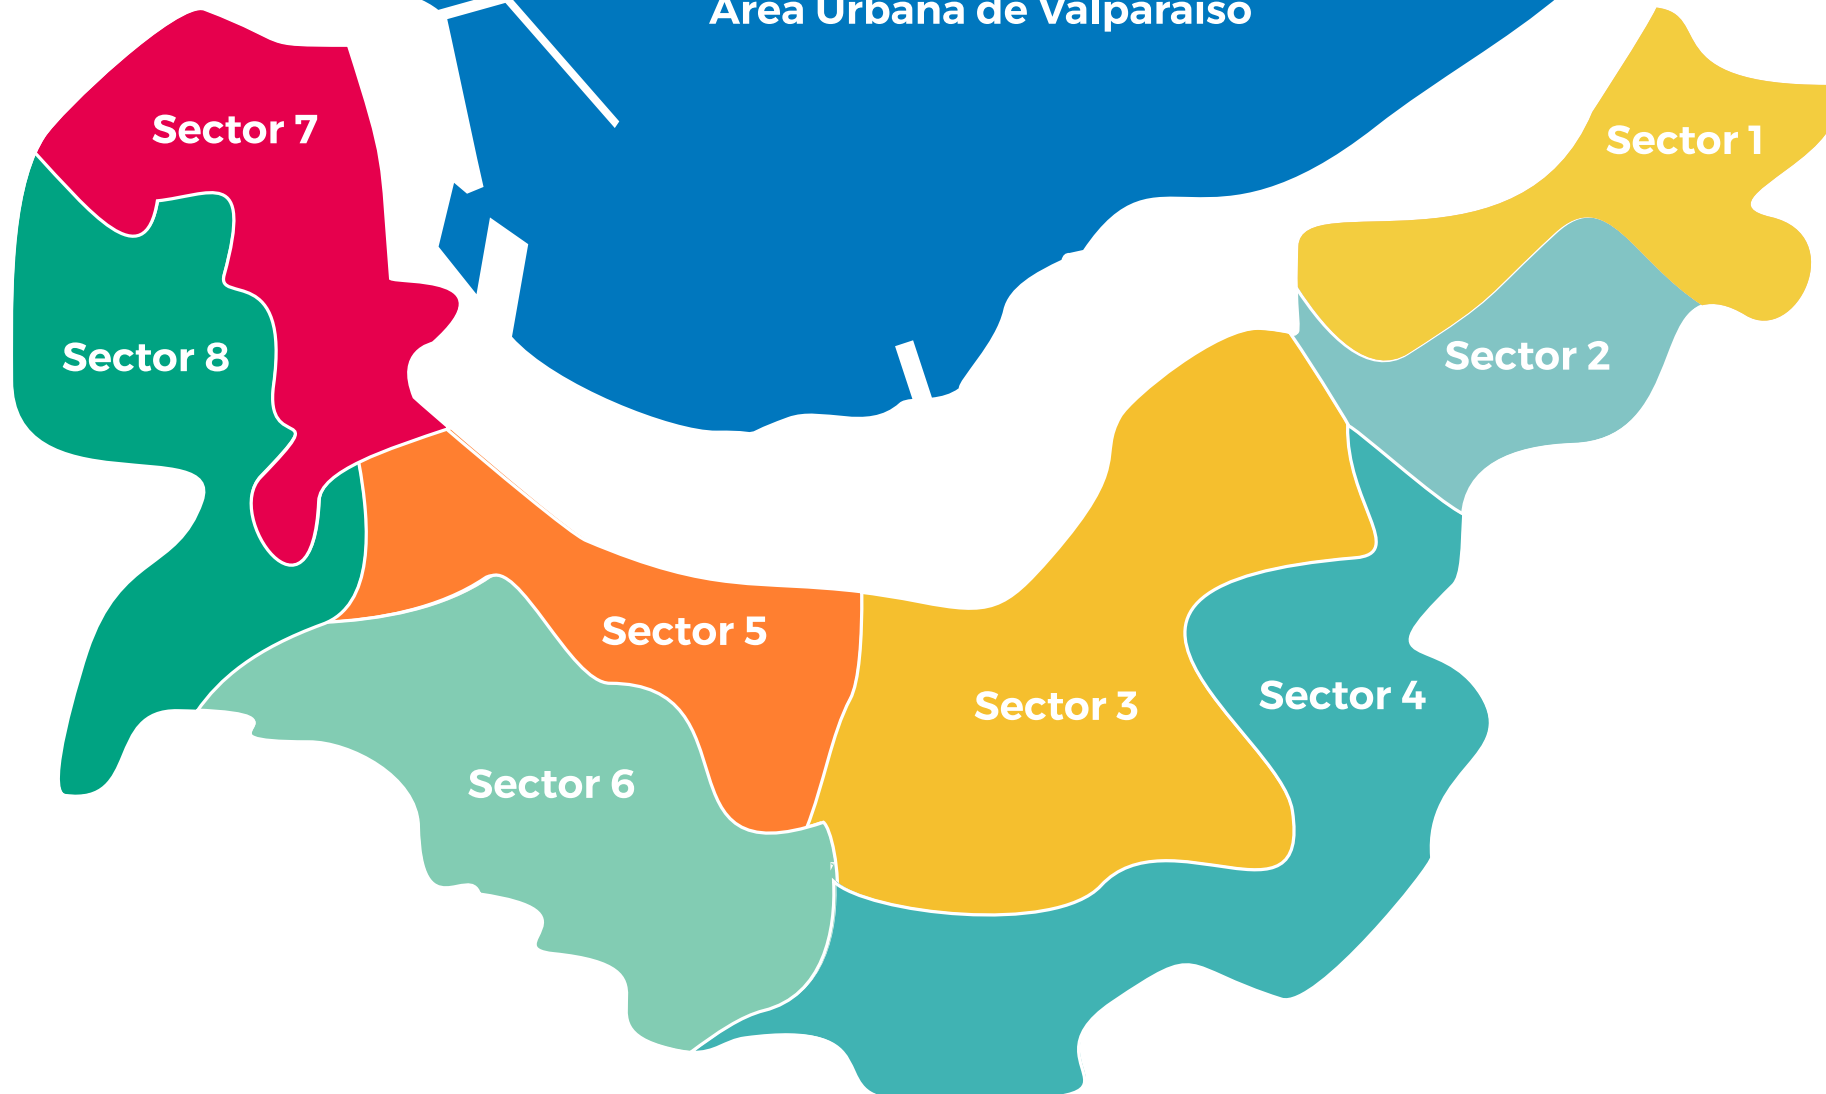 Área Urbana de Valparaíso
Sector 7
Sector 1
Sector 8
Sector 2
Sector 5
Sector 3
Sector 4
Sector 6